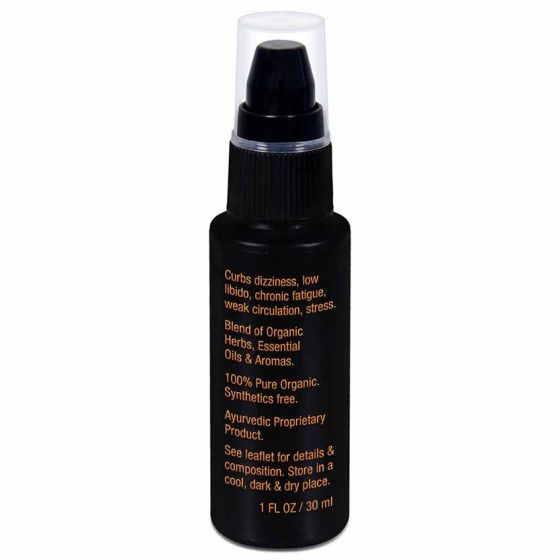 Curbs dizziness, low
libido, chronic fatigue,
weak circulation, stress.
Blend of Organic
Herbs, Essential
Oils & Aromas.
100% Pure Organic.
Synthetics free.
Ayurvedic Proprietary
Product.
See leaflet for details &
composition. Store in a
cool, dark & dry place.
1 FL OZ / 30 ml